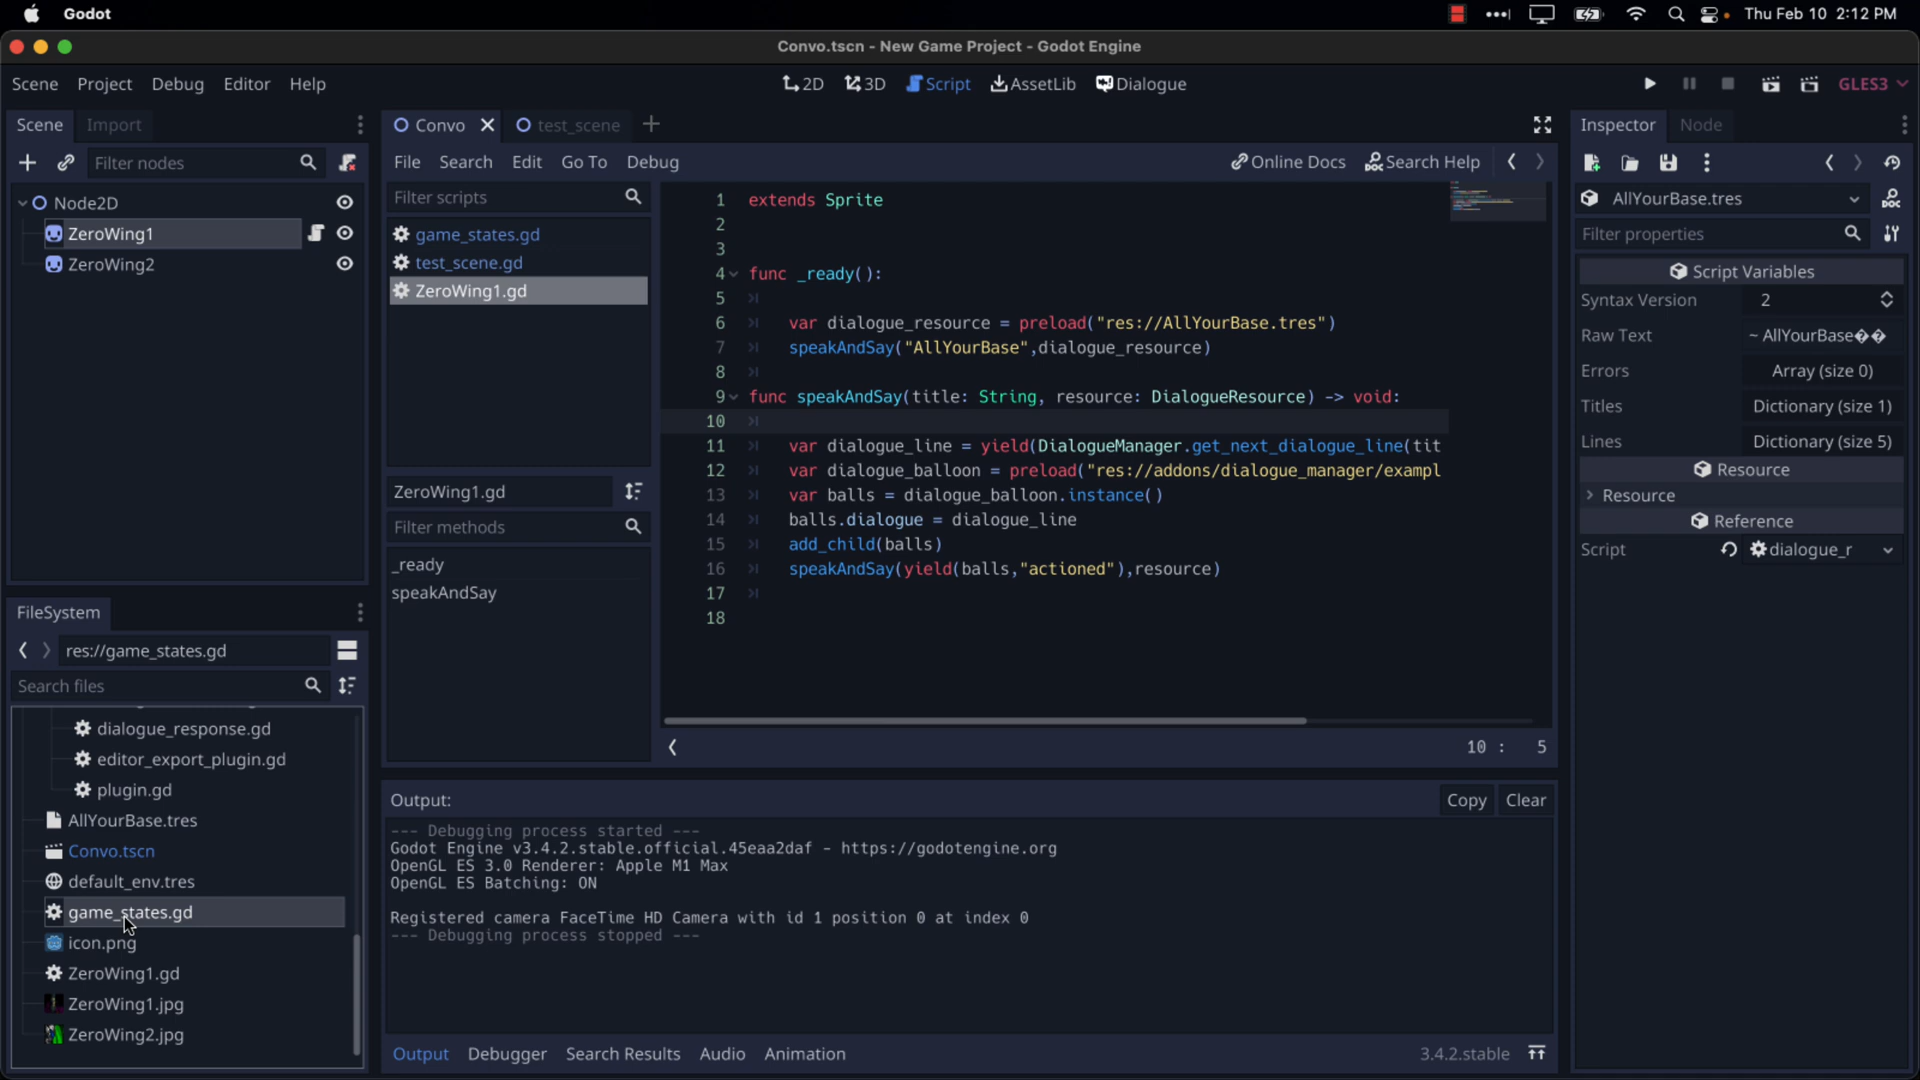 Godot
Thu Feb 10 2:12 PM
Convo.tscn - New Game Project - Godot Engine
Scene Project Debug Editor Help
2D 3D Script AssetLib Dialogue
GLES3
Scene Import
Filter nodes
Node2D
ZeroWing1
ZeroWing2
Convo test_scene
File Search Edit Go To Debug
Online Docs Search Help
Filter scripts
game_states.gd
test_scene.gd
ZeroWing1.gd
ZeroWing1.gd
Filter methods
_ready
speakAndSay
1 extends Sprite
2
3
4 func _ready():
5
6 var dialogue_resource = preload("res://AllYourBase.tres")
7 speakAndSay("AllYourBase",dialogue_resource)
8
9 func speakAndSay(title: String, resource: DialogueResource) -> void:
10
11 var dialogue_line = yield(DialogueManager.get_next_dialogue_line(tit
12 var dialogue_balloon = preload("res://addons/dialogue_manager/exampl
13 var balls = dialogue_balloon.instance()
14 balls.dialogue = dialogue_line
15 add_child(balls)
16 speakAndSay(yield(balls,"actioned"),resource)
17
18
10 : 5
FileSystem
res://game_states.gd
Search files
dialogue_response.gd
editor_export_plugin.gd
plugin.gd
AllYourBase.tres
Convo.tscn
default_env.tres
game_states.gd
icon.png
ZeroWing1.gd
ZeroWing1.jpg
ZeroWing2.jpg
Output:
Copy Clear
--- Debugging process started ---
Godot Engine v3.4.2.stable.official.45eaa2daf - https://godotengine.org
OpenGL ES 3.0 Renderer: Apple M1 Max
OpenGL ES Batching: ON
Registered camera FaceTime HD Camera with id 1 position 0 at index 0
--- Debugging process stopped ---
Output Debugger Search Results Audio Animation
3.4.2.stable
Inspector Node
AllYourBase.tres
DOC
Filter properties
Script Variables
Syntax Version 2
Raw Text ~ AllYourBase��
Errors Array (size 0)
Titles Dictionary (size 1)
Lines Dictionary (size 5)
Resource
Resource
Reference
Script dialogue_r